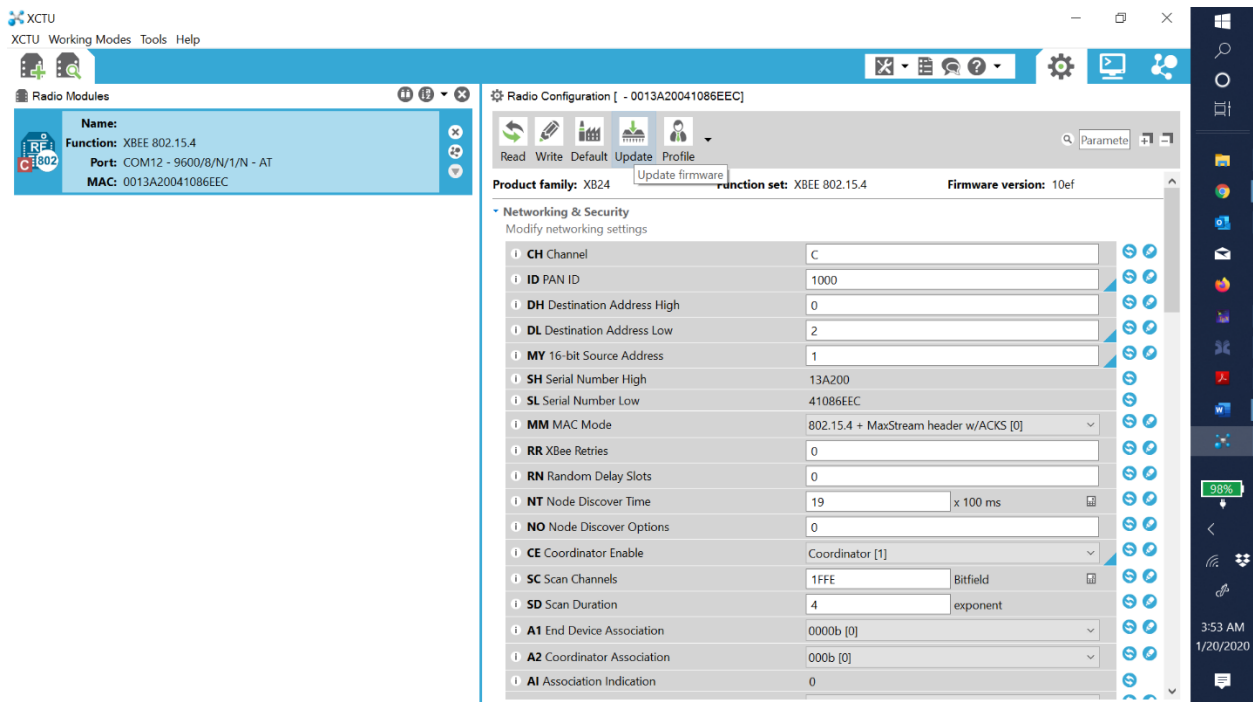 XCTU
XCTU Working Modes Tools Help
Radio Modules
Name:
Function: XBEE 802.15.4
Port: COM12 - 9600/8/N/1/N - AT
MAC: 0013A20041086EEC
RF
C 802
Radio Configuration [ - 0013A20041086EEC]
Read Write Default Update Profile
Paramete
Update firmware
Product family: XB24 Function set: XBEE 802.15.4 Firmware version: 10ef
Networking & Security
Modify networking settings
CH Channel C
ID PAN ID 1000
DH Destination Address High 0
DL Destination Address Low 2
MY 16-bit Source Address 1
SH Serial Number High 13A200
SL Serial Number Low 41086EEC
MM MAC Mode 802.15.4 + MaxStream header w/ACKS [0]
RR XBee Retries 0
RN Random Delay Slots 0
NT Node Discover Time 19 x 100 ms
NO Node Discover Options 0
CE Coordinator Enable Coordinator [1]
SC Scan Channels 1FFE Bitfield
SD Scan Duration 4 exponent
A1 End Device Association 0000b [0]
A2 Coordinator Association 000b [0]
AI Association Indication 0
98%
3:53 AM
1/20/2020